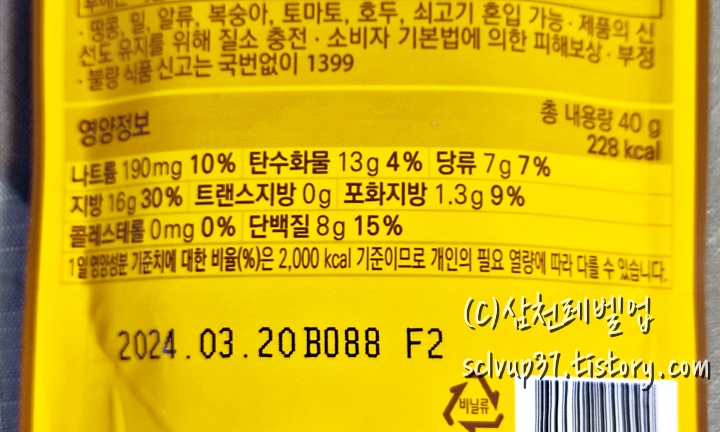 · 땅콩, 밀, 알류, 복숭아, 토마토, 호두, 쇠고기 혼입 가능 · 제품의 신
선도 유지를 위해 질소 충전 · 소비자 기본법에 의한 피해보상 · 부정
· 불량 식품 신고는 국번없이 1399
영양정보
총 내용량 40 g
228 kcal
나트륨 190mg 10% 탄수화물 13g 4% 당류 7g 7%
지방 16g 30% 트랜스지방 0g 포화지방 1.3g 9%
콜레스테롤 0mg 0% 단백질 8g 15%
1일 영양성분 기준치에 대한 비율(%)은 2,000 kcal 기준이므로 개인의 필요 열량에 따라 다를 수 있습니다.
(C)삼천레벨업
2024.03.20B088 F2
sclvup37.tistory.com
비닐류